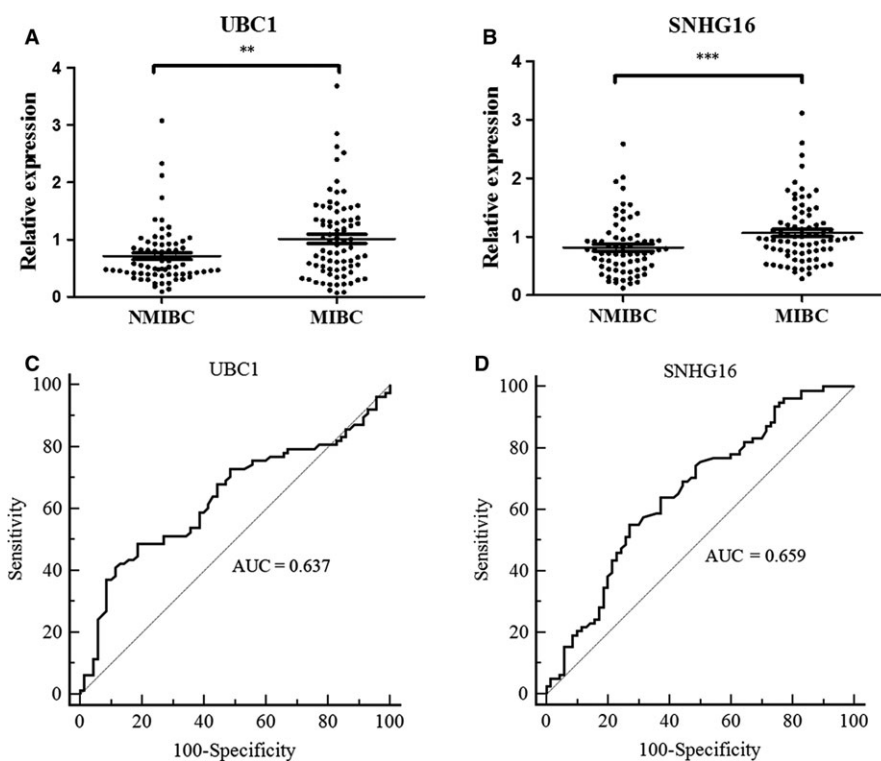 A
UBC1
**
Relative expression
4
3
2
1
0
NMIBC
MIBC
B
SNHG16
***
Relative expression
4
3
2
1
0
NMIBC
MIBC
C
UBC1
Sensitivity
100
80
60
40
20
0
AUC = 0.637
0 20 40 60 80 100
100-Specificity
D
SNHG16
Sensitivity
100
80
60
40
20
0
AUC = 0.659
0 20 40 60 80 100
100-Specificity